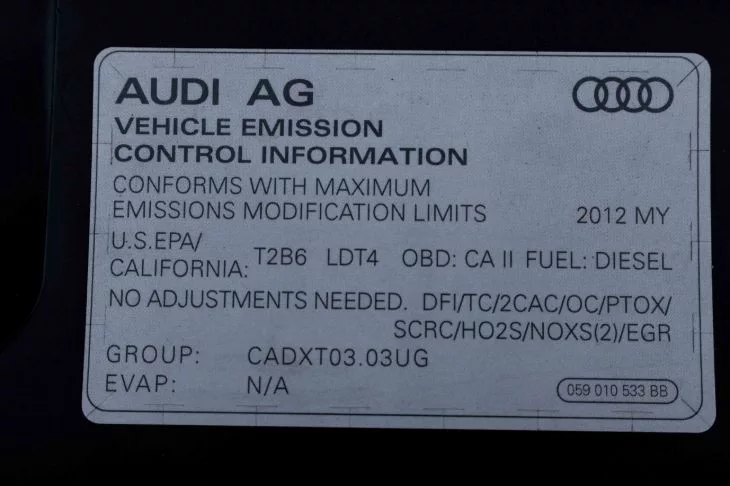 AUDI AG
VEHICLE EMISSION
CONTROL INFORMATION
CONFORMS WITH MAXIMUM
EMISSIONS MODIFICATION LIMITS 2012 MY
U.S.EPA/
CALIFORNIA: T2B6 LDT4 OBD: CA II FUEL: DIESEL
NO ADJUSTMENTS NEEDED. DFI/TC/2CAC/OC/PTOX/
SCRC/HO2S/NOXS(2)/EGR
GROUP: CADXT03.03UG
EVAP: N/A
059 010 533 BB